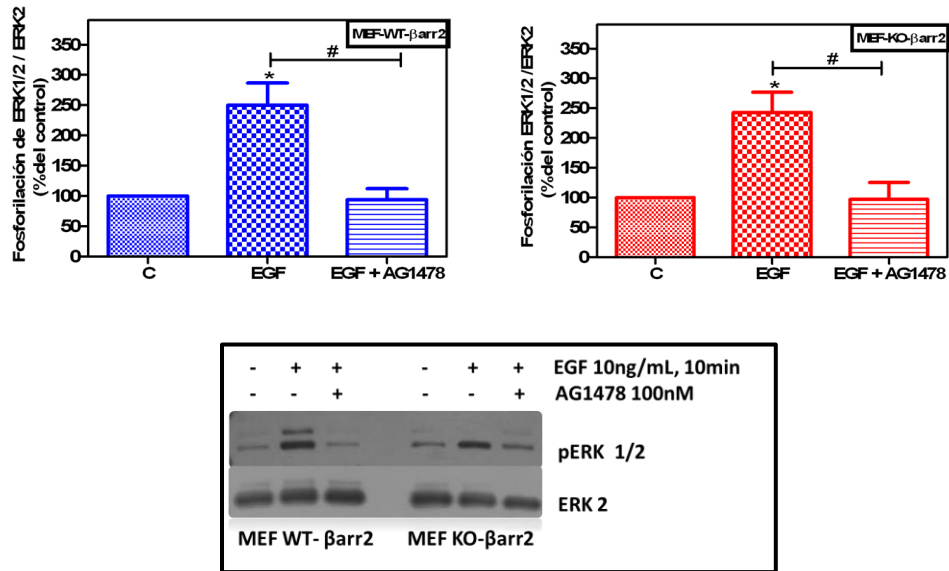 MEF-WT-βarr2
Fosforilación de ERK1/2 / ERK2
(%del control)
350
300
250
200
150
100
50
0
*
#
C
EGF
EGF + AG1478
MEF-KO-βarr2
Fosforilación ERK1/2 /ERK2
(%del control)
350
300
250
200
150
100
50
0
*
#
C
EGF
EGF + AG1478
- + + - + + EGF 10ng/mL, 10min
- - + - - + AG1478 100nM
pERK 1/2
ERK 2
MEF WT- βarr2 MEF KO-βarr2